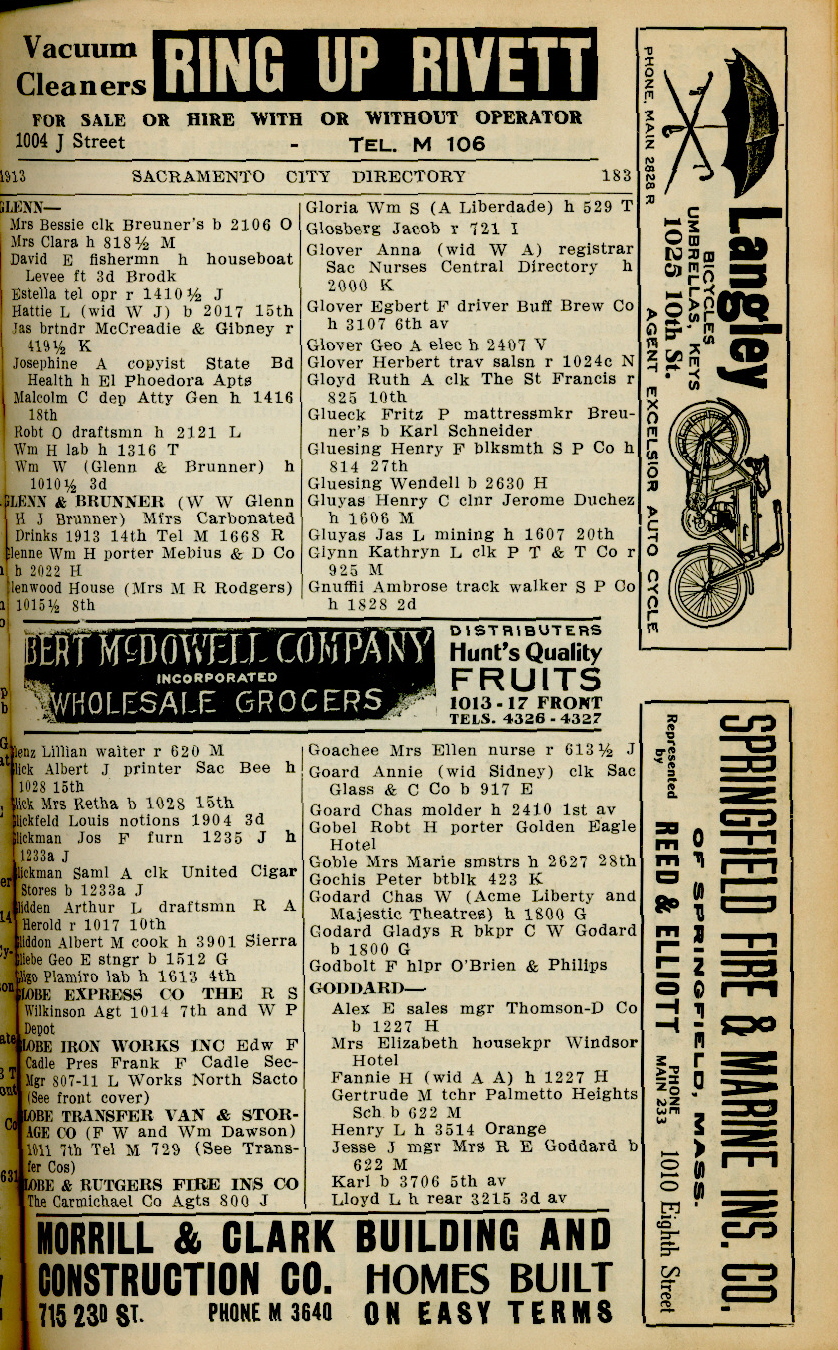 Vacuum
Cleaners
RING UP RIVETT
FOR SALE OR HIRE WITH OR WITHOUT OPERATOR
1004 J Street - TEL. M 106
1913 SACRAMENTO CITY DIRECTORY 183
GLENN—
Mrs Bessie clk Breuner's b 2106 O
Mrs Clara h 818½ M
David E fishermn h houseboat
Levee ft 3d Brodk
Estella tel opr r 1410½ J
Hattie L (wid W J) b 2017 15th
Jas brtndr McCreadie & Gibney r
419½ K
Josephine A copyist State Bd
Health h El Phoedora Apts
Malcolm C dep Atty Gen h 1416
18th
Robt O draftsmn h 2121 L
Wm H lab h 1316 T
Wm W (Glenn & Brunner) h
1010½ 3d
GLENN & BRUNNER (W W Glenn
H J Brunner) Mfrs Carbonated
Drinks 1913 14th Tel M 1668 R
lenne Wm H porter Mebius & D Co
h 2022 H
lenwood House (Mrs M R Rodgers)
1015½ 8th
Gloria Wm S (A Liberdade) h 529 T
Glosberg Jacob r 721 I
Glover Anna (wid W A) registrar
Sac Nurses Central Directory h
2000 K
Glover Egbert F driver Buff Brew Co
h 3107 6th av
Glover Geo A elec h 2407 V
Glover Herbert trav salsn r 1024c N
Gloyd Ruth A clk The St Francis r
825 10th
Glueck Fritz P mattressmkr Breu-
ner's b Karl Schneider
Gluesing Henry F blksmth S P Co h
814 27th
Gluesing Wendell b 2630 H
Gluyas Henry C clnr Jerome Duchez
h 1606 M
Gluyas Jas L mining h 1607 20th
Glynn Kathryn L clk P T & T Co r
925 M
Gnuffii Ambrose track walker S P Co
h 1828 2d
BERT McDOWELL COMPANY
INCORPORATED
WHOLESALE GROCERS
DISTRIBUTERS
Hunt's Quality
FRUITS
1013-17 FRONT
TELS. 4326-4327
lenz Lillian waiter r 620 M
lick Albert J printer Sac Bee h
1028 15th
lick Mrs Retha b 1028 15th
lickfeld Louis notions 1904 3d
lickman Jos F furn 1235 J h
1233a J
lickman Saml A clk United Cigar
Stores b 1233a J
lidden Arthur L draftsmn R A
Herold r 1017 10th
liddon Albert M cook h 3901 Sierra
liebe Geo E stngr b 1512 G
ligo Plamiro lab h 1613 4th
LOBE EXPRESS CO THE R S
Wilkinson Agt 1014 7th and W P
Depot
LOBE IRON WORKS INC Edw F
Cadle Pres Frank F Cadle Sec-
Mgr 807-11 L Works North Sacto
(See front cover)
LOBE TRANSFER VAN & STOR-
AGE CO (F W and Wm Dawson)
1011 7th Tel M 729 (See Trans-
fer Cos)
LOBE & RUTGERS FIRE INS CO
The Carmichael Co Agts 800 J
Goachee Mrs Ellen nurse r 613½ J
Goard Annie (wid Sidney) clk Sac
Glass & C Co b 917 E
Goard Chas molder h 2410 1st av
Gobel Robt H porter Golden Eagle
Hotel
Goble Mrs Marie smstrs h 2627 28th
Gochis Peter btblk 423 K
Godard Chas W (Acme Liberty and
Majestic Theatres) h 1800 G
Godard Gladys R bkpr C W Godard
b 1800 G
Godbolt F hlpr O'Brien & Philips
GODDARD—
Alex E sales mgr Thomson-D Co
b 1227 H
Mrs Elizabeth housekpr Windsor
Hotel
Fannie H (wid A A) h 1227 H
Gertrude M tchr Palmetto Heights
Sch b 622 M
Henry L h 3514 Orange
Jesse J mgr Mrs R E Goddard b
622 M
Karl b 3706 5th av
Lloyd L h rear 3215 3d av
MORRILL & CLARK BUILDING AND
CONSTRUCTION CO. HOMES BUILT
715 23D ST. PHONE M 3640 ON EASY TERMS
Langley
BICYCLES
UMBRELLAS, KEYS
1025 10th St.
PHONE, MAIN 2828 R
AGENT EXCELSIOR AUTO CYCLE
SPRINGFIELD FIRE & MARINE INS. CO.
OF SPRINGFIELD, MASS.
Represented
by
REED & ELLIOTT
PHONE
MAIN 233
1010 Eighth Street